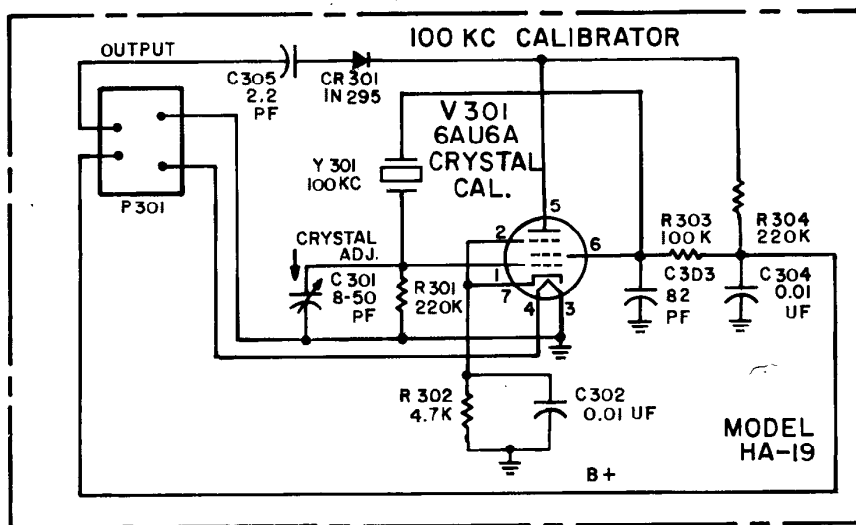 100 KC CALIBRATOR
OUTPUT
C305
2.2
PF
CR301
IN295
V301
6AU6A
CRYSTAL
CAL.
Y 301
100KC
P301
5
2
6
1
7
4
3
R303
100K
R304
220K
CRYSTAL
ADJ.
C301
8-50
PF
R301
220K
C3D3
82
PF
C304
0.01
UF
R302
4.7K
C302
0.01 UF
MODEL
HA-19
B+